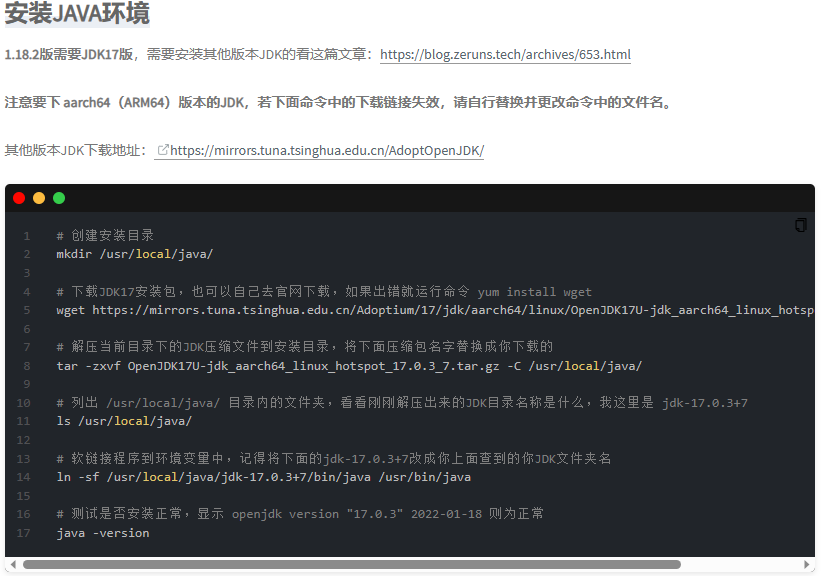 安装JAVA环境
1.18.2版需要JDK17版，需要安装其他版本JDK的看这篇文章：https://blog.zeruns.tech/archives/653.html
注意要下 aarch64（ARM64）版本的JDK，若下面命令中的下载链接失效，请自行替换并更改命令中的文件名。
其他版本JDK下载地址：https://mirrors.tuna.tsinghua.edu.cn/AdoptOpenJDK/
1 # 创建安装目录
2 mkdir /usr/local/java/
3
4 # 下载JDK17安装包，也可以自己去官网下载，如果出错就运行命令 yum install wget
5 wget https://mirrors.tuna.tsinghua.edu.cn/Adoptium/17/jdk/aarch64/linux/OpenJDK17U-jdk_aarch64_linux_hotsp
6
7 # 解压当前目录下的JDK压缩文件到安装目录，将下面压缩包名字替换成你下载的
8 tar -zxvf OpenJDK17U-jdk_aarch64_linux_hotspot_17.0.3_7.tar.gz -C /usr/local/java/
9
10 # 列出 /usr/local/java/ 目录内的文件夹，看看刚刚解压出来的JDK目录名称是什么，我这里是 jdk-17.0.3+7
11 ls /usr/local/java/
12
13 # 软链接程序到环境变量中，记得将下面的jdk-17.0.3+7改成你上面查到的你JDK文件夹名
14 ln -sf /usr/local/java/jdk-17.0.3+7/bin/java /usr/bin/java
15
16 # 测试是否安装正常，显示 openjdk version "17.0.3" 2022-01-18 则为正常
17 java -version